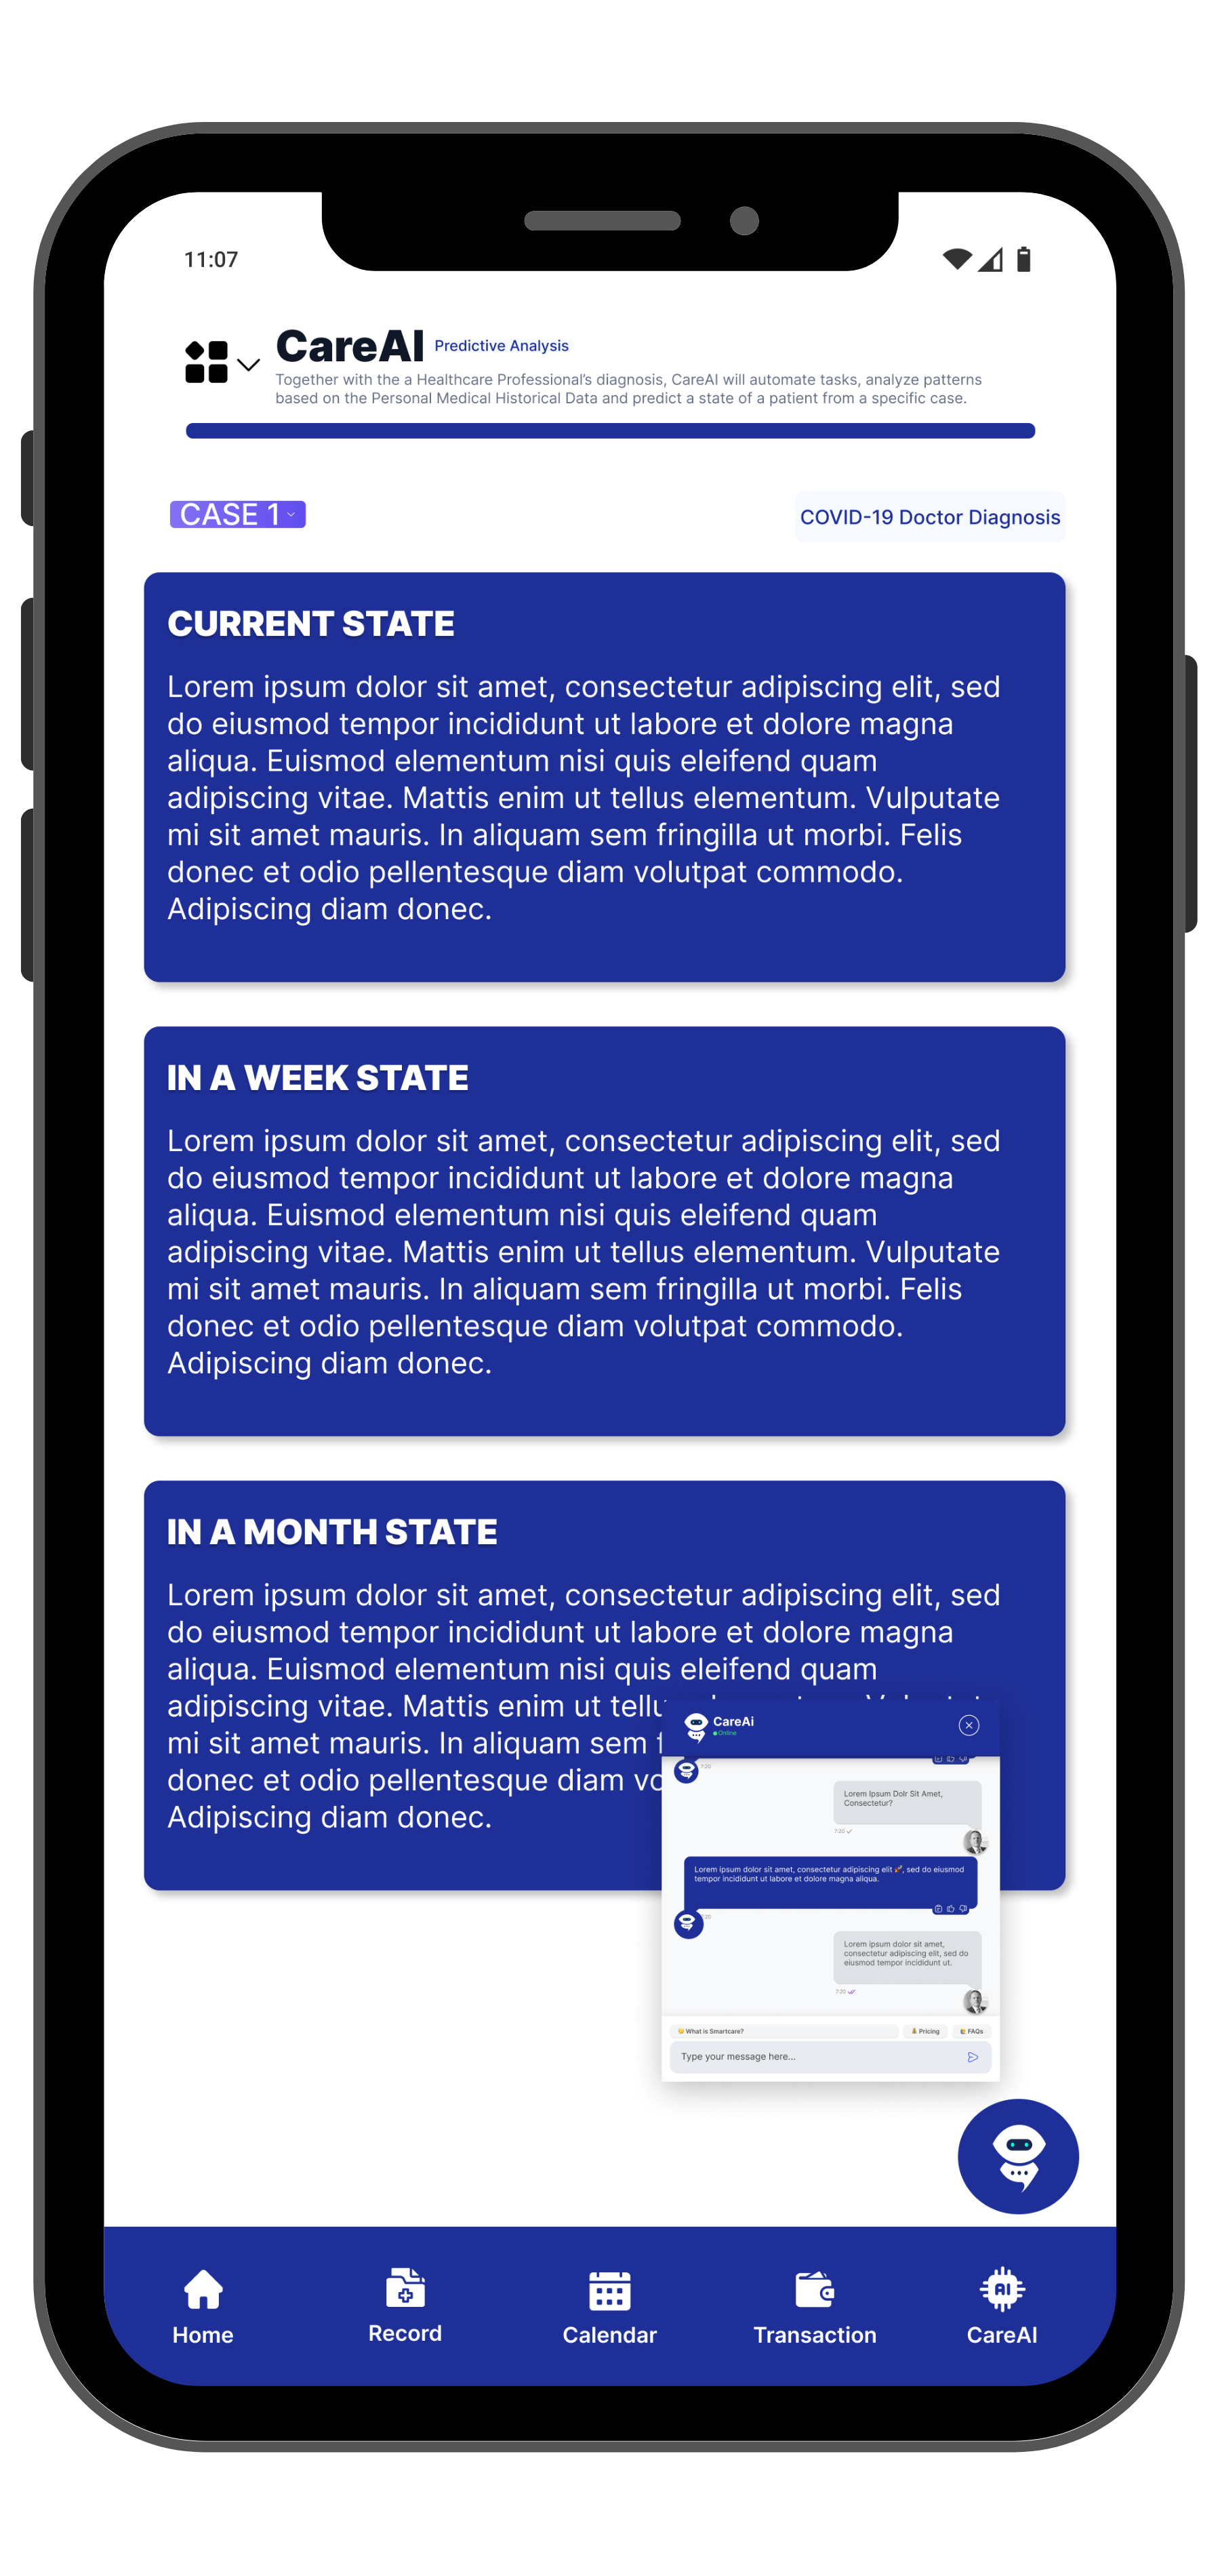 11:07
CareAI Predictive Analysis
Together with the a Healthcare Professional's diagnosis, CareAI will automate tasks, analyze patterns
based on the Personal Medical Historical Data and predict a state of a patient from a specific case.
CASE 1
COVID-19 Doctor Diagnosis
CURRENT STATE
Lorem ipsum dolor sit amet, consectetur adipiscing elit, sed
do eiusmod tempor incididunt ut labore et dolore magna
aliqua. Euismod elementum nisi quis eleifend quam
adipiscing vitae. Mattis enim ut tellus elementum. Vulputate
mi sit amet mauris. In aliquam sem fringilla ut morbi. Felis
donec et odio pellentesque diam volutpat commodo.
Adipiscing diam donec.
IN A WEEK STATE
Lorem ipsum dolor sit amet, consectetur adipiscing elit, sed
do eiusmod tempor incididunt ut labore et dolore magna
aliqua. Euismod elementum nisi quis eleifend quam
adipiscing vitae. Mattis enim ut tellus elementum. Vulputate
mi sit amet mauris. In aliquam sem fringilla ut morbi. Felis
donec et odio pellentesque diam volutpat commodo.
Adipiscing diam donec.
IN A MONTH STATE
Lorem ipsum dolor sit amet, consectetur adipiscing elit, sed
do eiusmod tempor incididunt ut labore et dolore magna
aliqua. Euismod elementum nisi quis eleifend quam
adipiscing vitae. Mattis enim ut
mi sit amet mauris. In aliquam sem
donec et odio pellentesque diam
Adipiscing diam donec.
CareAi
Online
7:20
Lorem Ipsum Dolr Sit Amet,
Consectetur?
7:20
Lorem ipsum dolor sit amet, consectetur adipiscing elit 🚀, sed do eiusmod
tempor incididunt ut labore et dolore magna aliqua.
7:20
Lorem ipsum dolor sit amet,
consectetur adipiscing elit, sed do
eiusmod tempor incididunt ut.
7:20
What is Smartcare?
Pricing
FAQs
Type your message here...
Home
Record
Calendar
Transaction
AI
CareAI